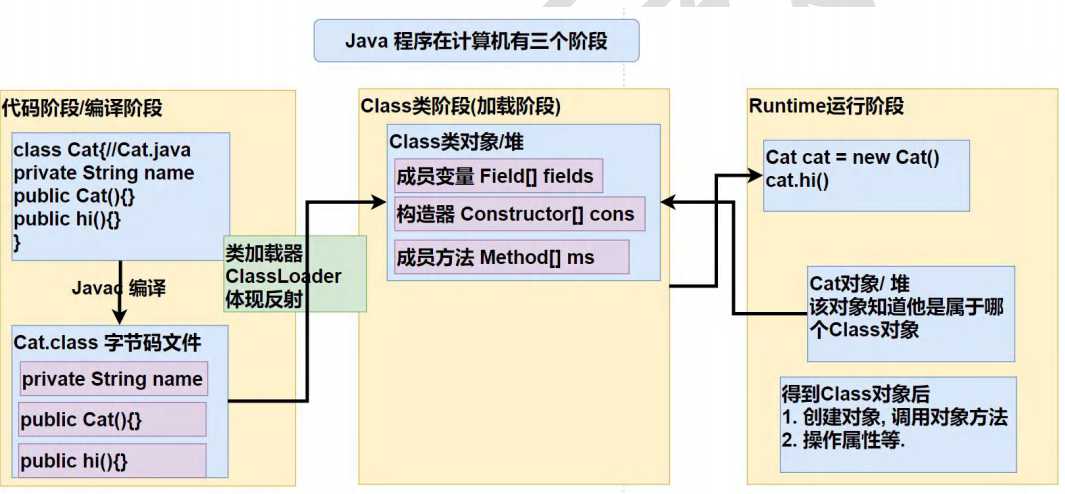 Java 程序在计算机有三个阶段
代码阶段/编译阶段
class Cat{//Cat.java
private String name
public Cat(){}
public hi(){}
}
Javac 编译
Cat.class 字节码文件
private String name
public Cat(){}
public hi(){}
类加载器
ClassLoader
体现反射
Class类阶段(加载阶段)
Class类对象/堆
成员变量 Field[] fields
构造器 Constructor[] cons
成员方法 Method[] ms
Runtime运行阶段
Cat cat = new Cat()
cat.hi()
Cat对象/ 堆
该对象知道他是属于哪
个Class对象
得到Class对象后
1. 创建对象, 调用对象方法
2. 操作属性等.